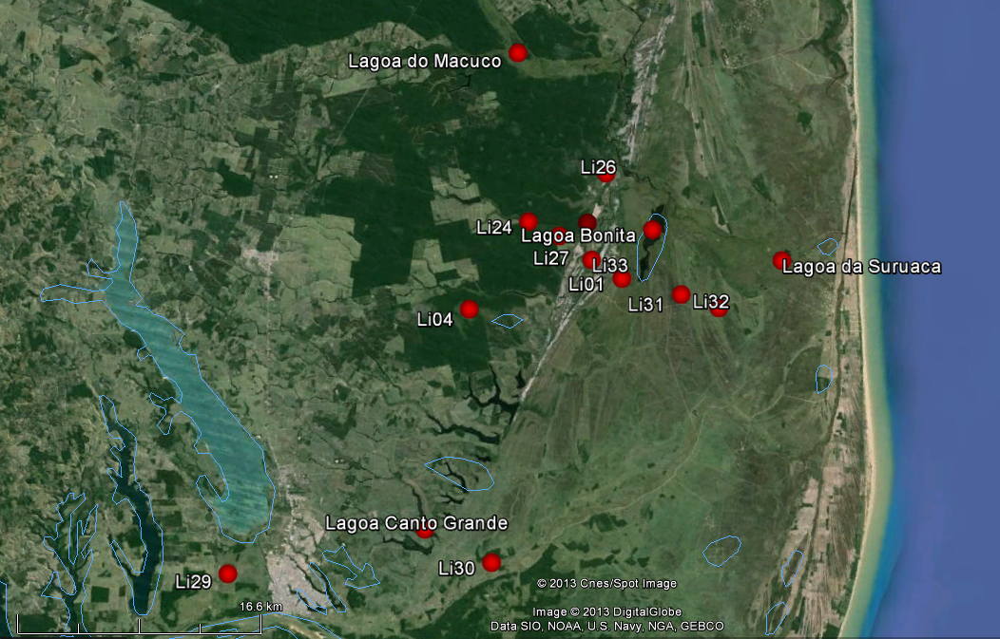 Lagoa do Macuco
Li26
Li24
Lagoa Bonita
Li27
Li33
Lagoa da Suruaca
Li01
Li31
Li32
Li04
Lagoa Canto Grande
Li30
Li29
© 2013 Cnes/Spot Image
16.6 km
Image © 2013 DigitalGlobe
Data SIO, NOAA, U.S. Navy, NGA, GEBCO